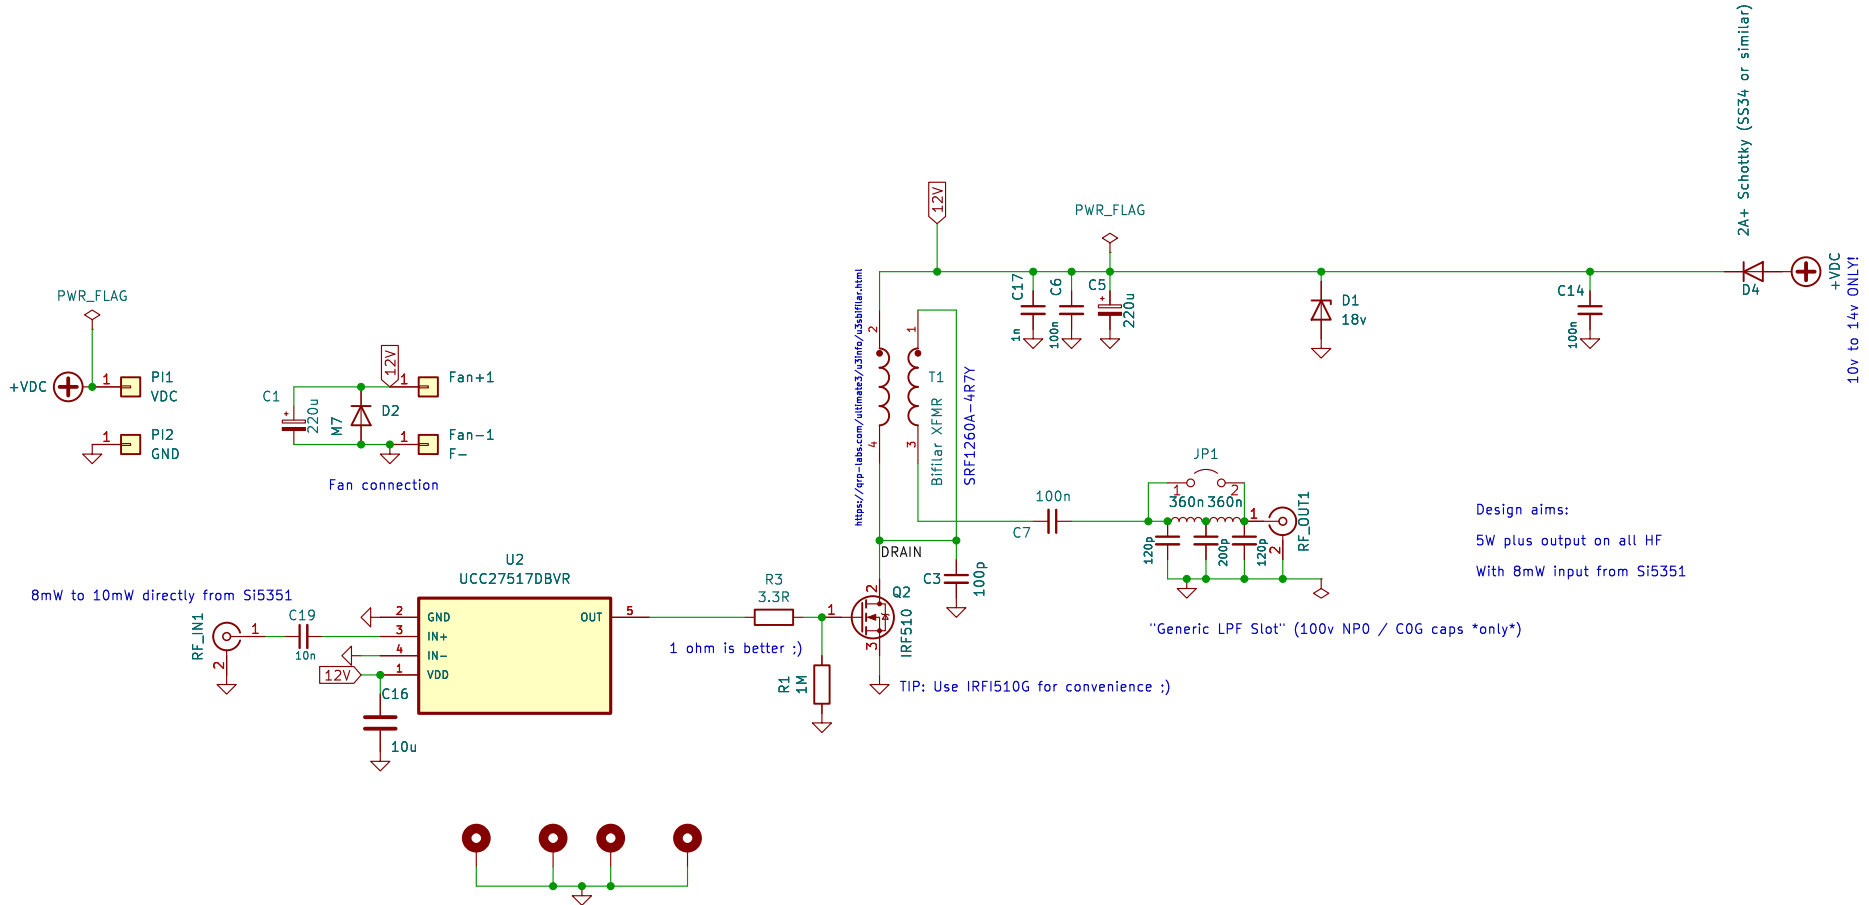 2A+ Schottky (SS34 or similar)
12V
PWR_FLAG
+VDC
10v to 14v ONLY!
D4
C17
1n
C6
100n
C5
+
220u
D1
18v
C14
100n
https://qrp-labs.com/ultimate3/u3info/u3sbifilar.html
2
1
4
3
T1
Bifilar XFMR
SRF1260A-4R7Y
PWR_FLAG
+VDC
1
PI1
VDC
1
PI2
GND
12V
C1
+
220u
M7
D2
1
Fan+1
1
Fan-1
F-
Fan connection
JP1
1
2
100n
C7
360n
360n
120p
200p
120p
1
2
RF_OUT1
Design aims:
5W plus output on all HF
With 8mW input from Si5351
DRAIN
C3
100p
U2
UCC27517DBVR
2
GND
3
IN+
4
IN-
1
VDD
OUT
5
8mW to 10mW directly from Si5351
RF_IN1
1
2
C19
10n
12V
C16
10u
R3
3.3R
1 ohm is better ;)
R1
1M
1
2
3
Q2
IRF510
TIP: Use IRFI510G for convenience ;)
"Generic LPF Slot" (100v NP0 / C0G caps *only*)